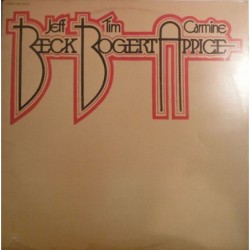 Jeff Tim Carmine
BECK BOGERT APPICE